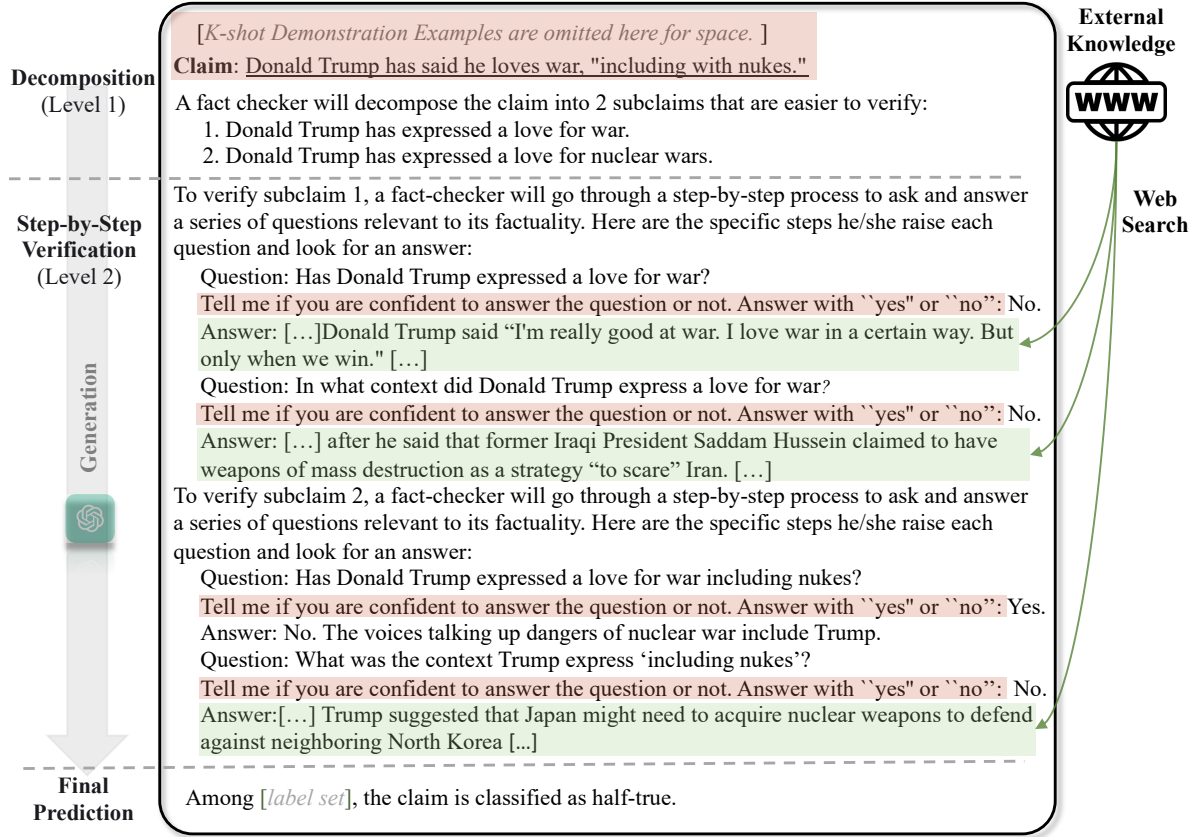 [K-shot Demonstration Examples are omitted here for space. ]
Claim: Donald Trump has said he loves war, "including with nukes."
Decomposition
(Level 1)
A fact checker will decompose the claim into 2 subclaims that are easier to verify:
1. Donald Trump has expressed a love for war.
2. Donald Trump has expressed a love for nuclear wars.
External
Knowledge
WWW
Web
Search
Step-by-Step
Verification
(Level 2)
Generation
To verify subclaim 1, a fact-checker will go through a step-by-step process to ask and answer
a series of questions relevant to its factuality. Here are the specific steps he/she raise each
question and look for an answer:
Question: Has Donald Trump expressed a love for war?
Tell me if you are confident to answer the question or not. Answer with ``yes" or ``no”: No.
Answer: […]Donald Trump said “I'm really good at war. I love war in a certain way. But
only when we win." […]
Question: In what context did Donald Trump express a love for war?
Tell me if you are confident to answer the question or not. Answer with ``yes" or ``no”: No.
Answer: […] after he said that former Iraqi President Saddam Hussein claimed to have
weapons of mass destruction as a strategy “to scare” Iran. […]
To verify subclaim 2, a fact-checker will go through a step-by-step process to ask and answer
a series of questions relevant to its factuality. Here are the specific steps he/she raise each
question and look for an answer:
Question: Has Donald Trump expressed a love for war including nukes?
Tell me if you are confident to answer the question or not. Answer with ``yes" or ``no”: Yes.
Answer: No. The voices talking up dangers of nuclear war include Trump.
Question: What was the context Trump express ‘including nukes’?
Tell me if you are confident to answer the question or not. Answer with ``yes" or ``no”: No.
Answer:[…] Trump suggested that Japan might need to acquire nuclear weapons to defend
against neighboring North Korea [...]
Final
Prediction
Among [label set], the claim is classified as half-true.